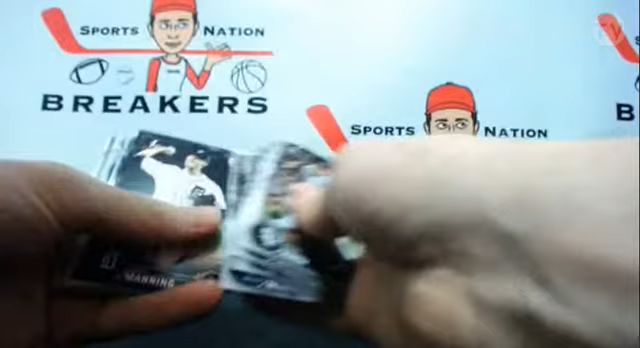 SPORTS NATION
BREAKERS
SPORTS NATION
B
MANNING